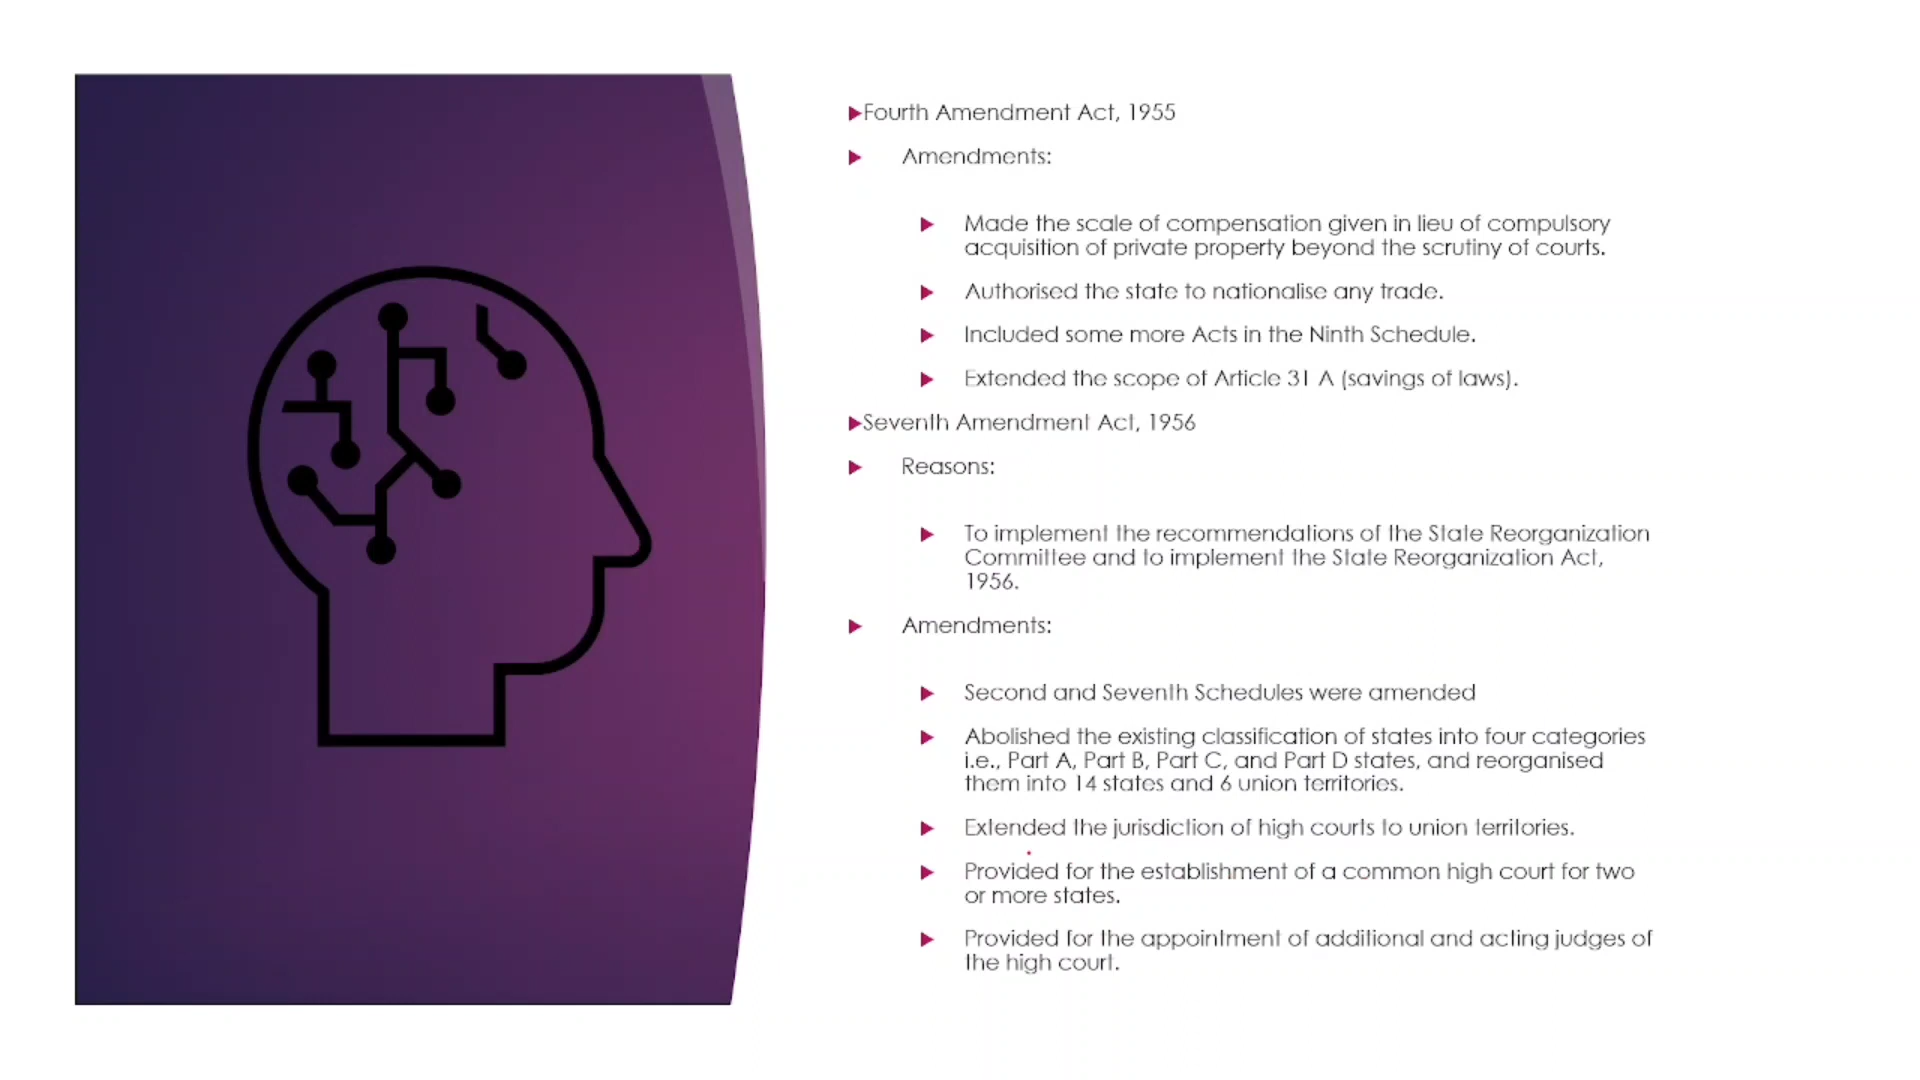 Fourth Amendment Act, 1955
Amendments:
Made the scale of compensation given in lieu of compulsory
acquisition of private property beyond the scrutiny of courts.
Authorised the state to nationalise any trade.
Included some more Acts in the Ninth Schedule.
Extended the scope of Article 31 A (savings of laws).
Seventh Amendment Act, 1956
Reasons:
To implement the recommendations of the State Reorganization
Committee and to implement the State Reorganization Act,
1956.
Amendments:
Second and Seventh Schedules were amended
Abolished the existing classification of states into four categories
i.e., Part A, Part B, Part C, and Part D states, and reorganised
them into 14 states and 6 union territories.
Extended the jurisdiction of high courts to union territories.
Provided for the establishment of a common high court for two
or more states.
Provided for the appointment of additional and acting judges of
the high court.